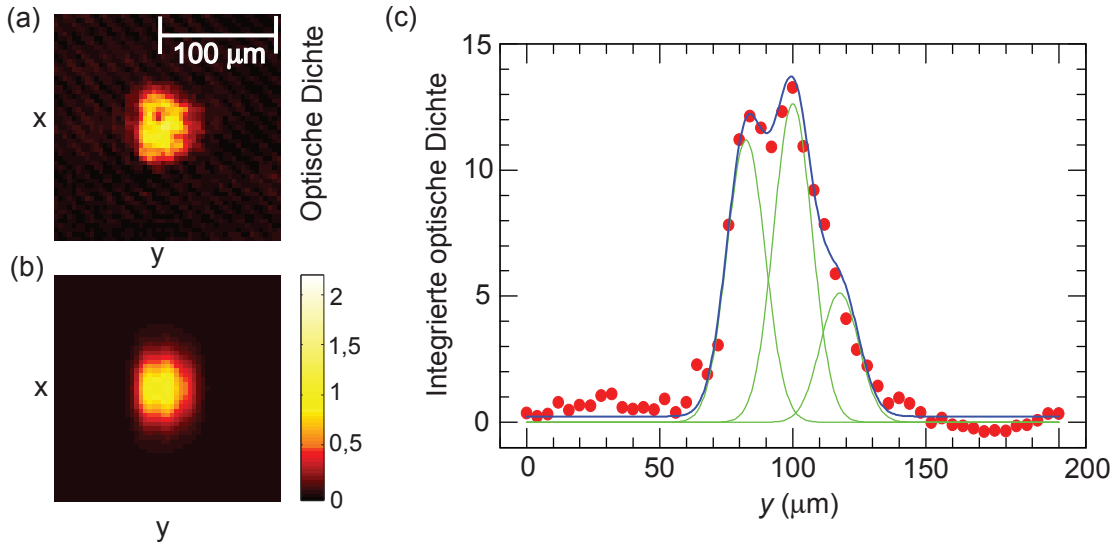 (a)
100 µm
x
y
Optische Dichte
(b)
x
y
2
1,5
1
0,5
0
(c)
15
10
5
0
Integrierte optische Dichte
0 50 100 150 200
y (µm)